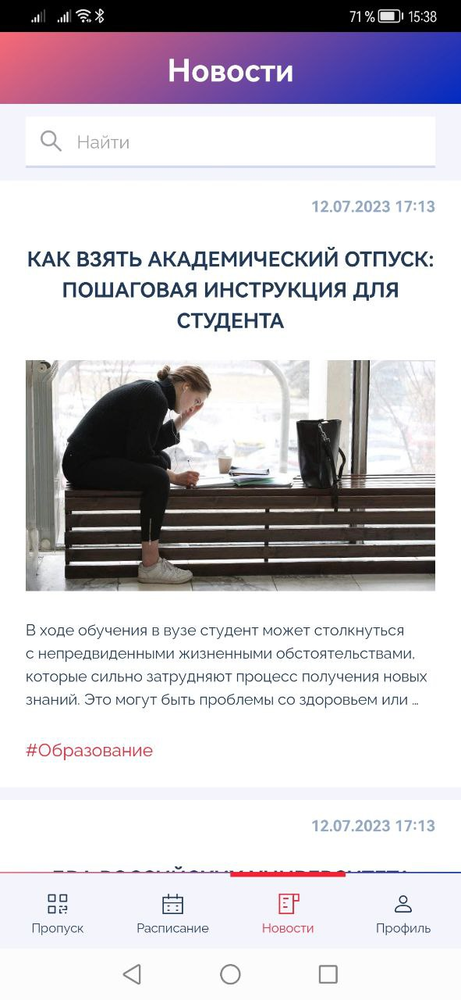 71 % 15:38
Новости
Найти
12.07.2023 17:13
КАК ВЗЯТЬ АКАДЕМИЧЕСКИЙ ОТПУСК:
ПОШАГОВАЯ ИНСТРУКЦИЯ ДЛЯ
СТУДЕНТА
В ходе обучения в вузе студент может столкнуться
с непредвиденными жизненными обстоятельствами,
которые сильно затрудняют процесс получения новых
знаний. Это могут быть проблемы со здоровьем или ...
#Образование
12.07.2023 17:13
Пропуск Расписание Новости Профиль